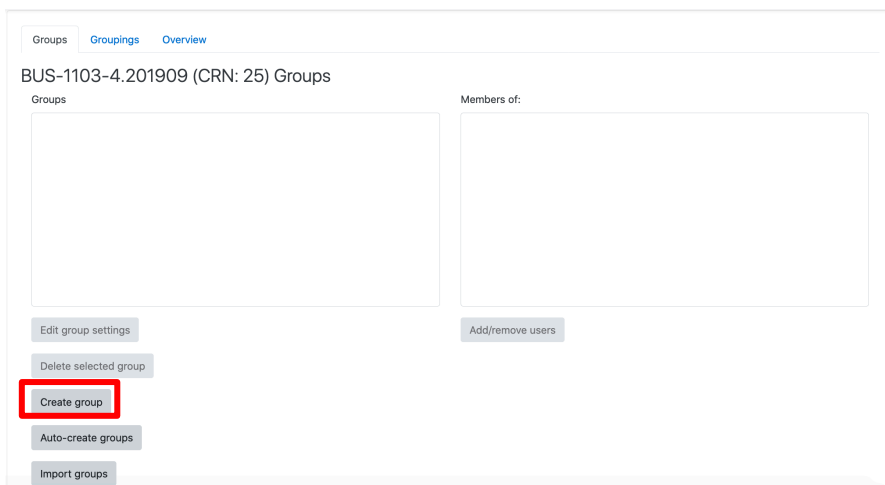 Groups Groupings Overview
BUS-1103-4.201909 (CRN: 25) Groups
Groups Members of:
Edit group settings Add/remove users
Delete selected group
Create group
Auto-create groups
Import groups